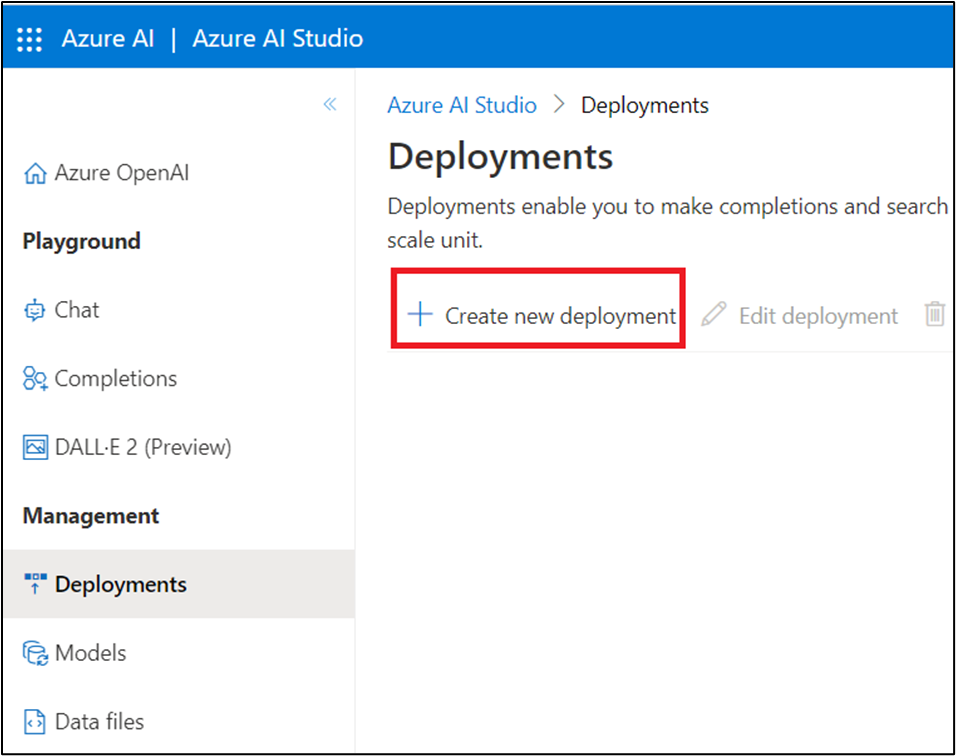 Azure AI | Azure AI Studio
Azure OpenAI
Playground
Chat
Completions
DALL·E 2 (Preview)
Management
Deployments
Models
Data files
Azure AI Studio > Deployments
Deployments
Deployments enable you to make completions and search
scale unit.
+ Create new deployment
Edit deployment